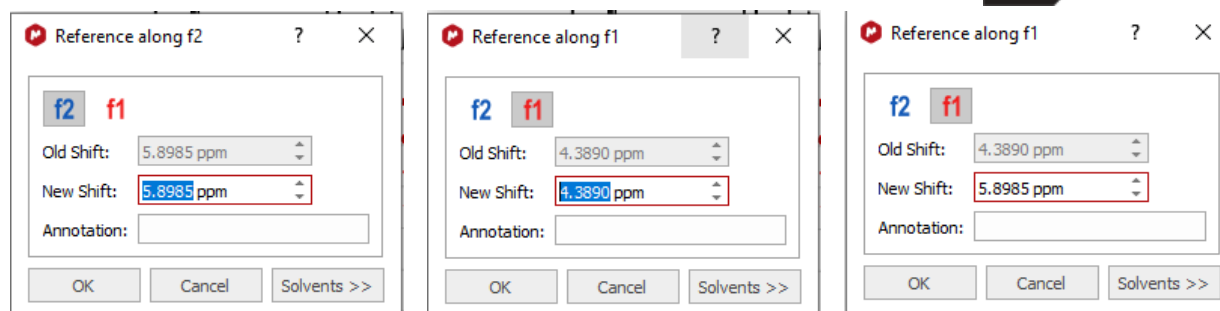 Reference along f2 ?
f2 f1
Old Shift: 5.8985 ppm
New Shift: 5.8985 ppm
Annotation:
OK Cancel Solvents >>
Reference along f1 ?
f2 f1
Old Shift: 4.3890 ppm
New Shift: 4.3890 ppm
Annotation:
OK Cancel Solvents >>
Reference along f1 ?
f2 f1
Old Shift: 4.3890 ppm
New Shift: 5.8985 ppm
Annotation:
OK Cancel Solvents >>